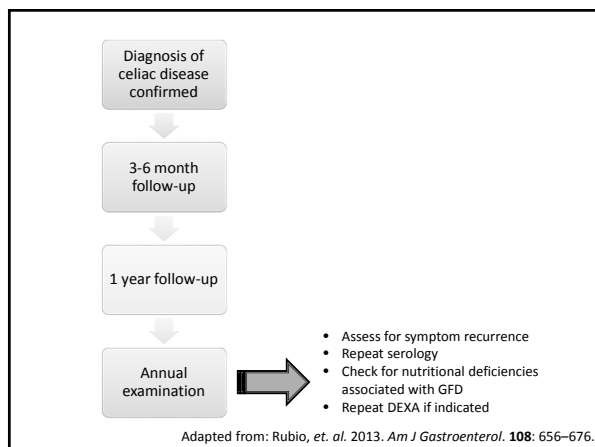 Diagnosis of
celiac disease
confirmed
3-6 month
follow-up
1 year follow-up
Annual
examination
• Assess for symptom recurrence
• Repeat serology
• Check for nutritional deficiencies
associated with GFD
• Repeat DEXA if indicated
Adapted from: Rubio, et. al. 2013. Am J Gastroenterol. 108: 656–676.